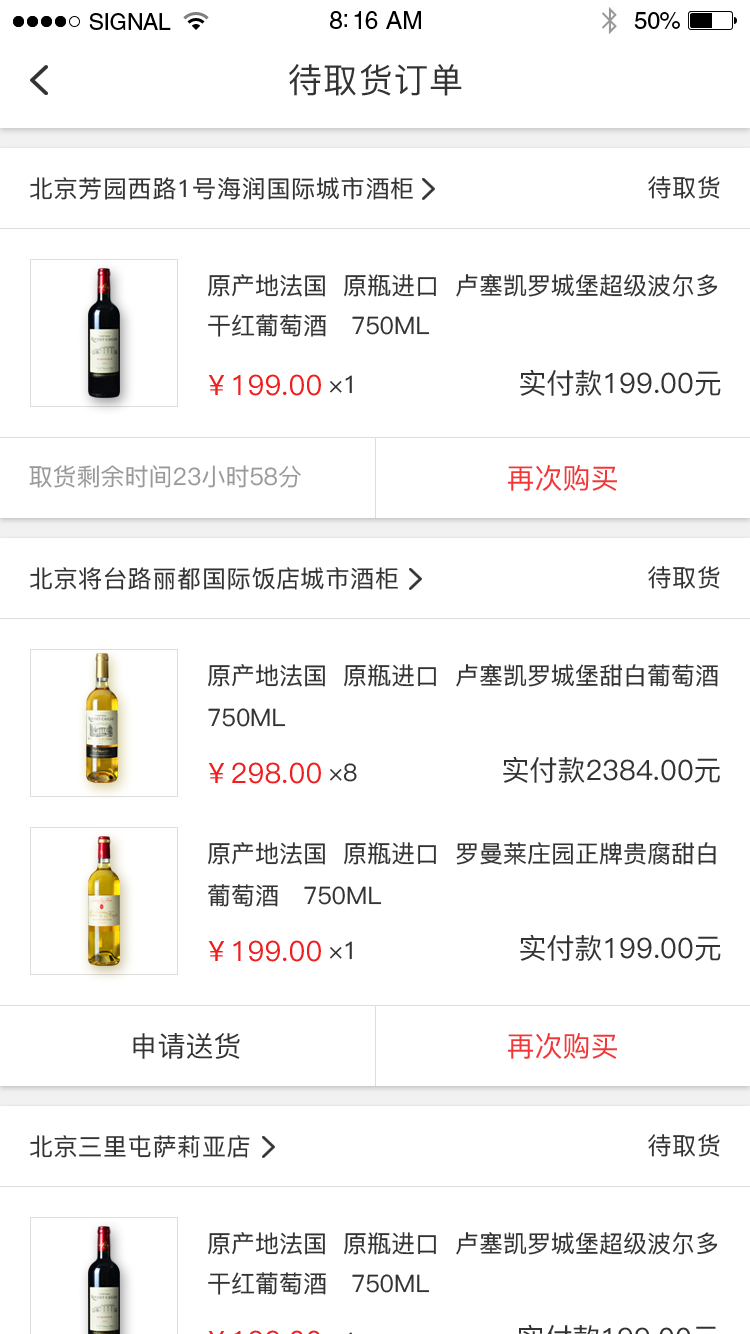 SIGNAL 8:16 AM 50%
待取货订单
北京芳园西路1号海润国际城市酒柜 待取货
原产地法国 原瓶进口 卢塞凯罗城堡超级波尔多
干红葡萄酒 750ML
¥199.00 ×1 实付款199.00元
取货剩余时间23小时58分 再次购买
北京将台路丽都国际饭店城市酒柜 待取货
原产地法国 原瓶进口 卢塞凯罗城堡甜白葡萄酒
750ML
¥298.00 ×8 实付款2384.00元
原产地法国 原瓶进口 罗曼莱庄园正牌贵腐甜白
葡萄酒 750ML
¥199.00 ×1 实付款199.00元
申请送货 再次购买
北京三里屯萨莉亚店 待取货
原产地法国 原瓶进口 卢塞凯罗城堡超级波尔多
干红葡萄酒 750ML